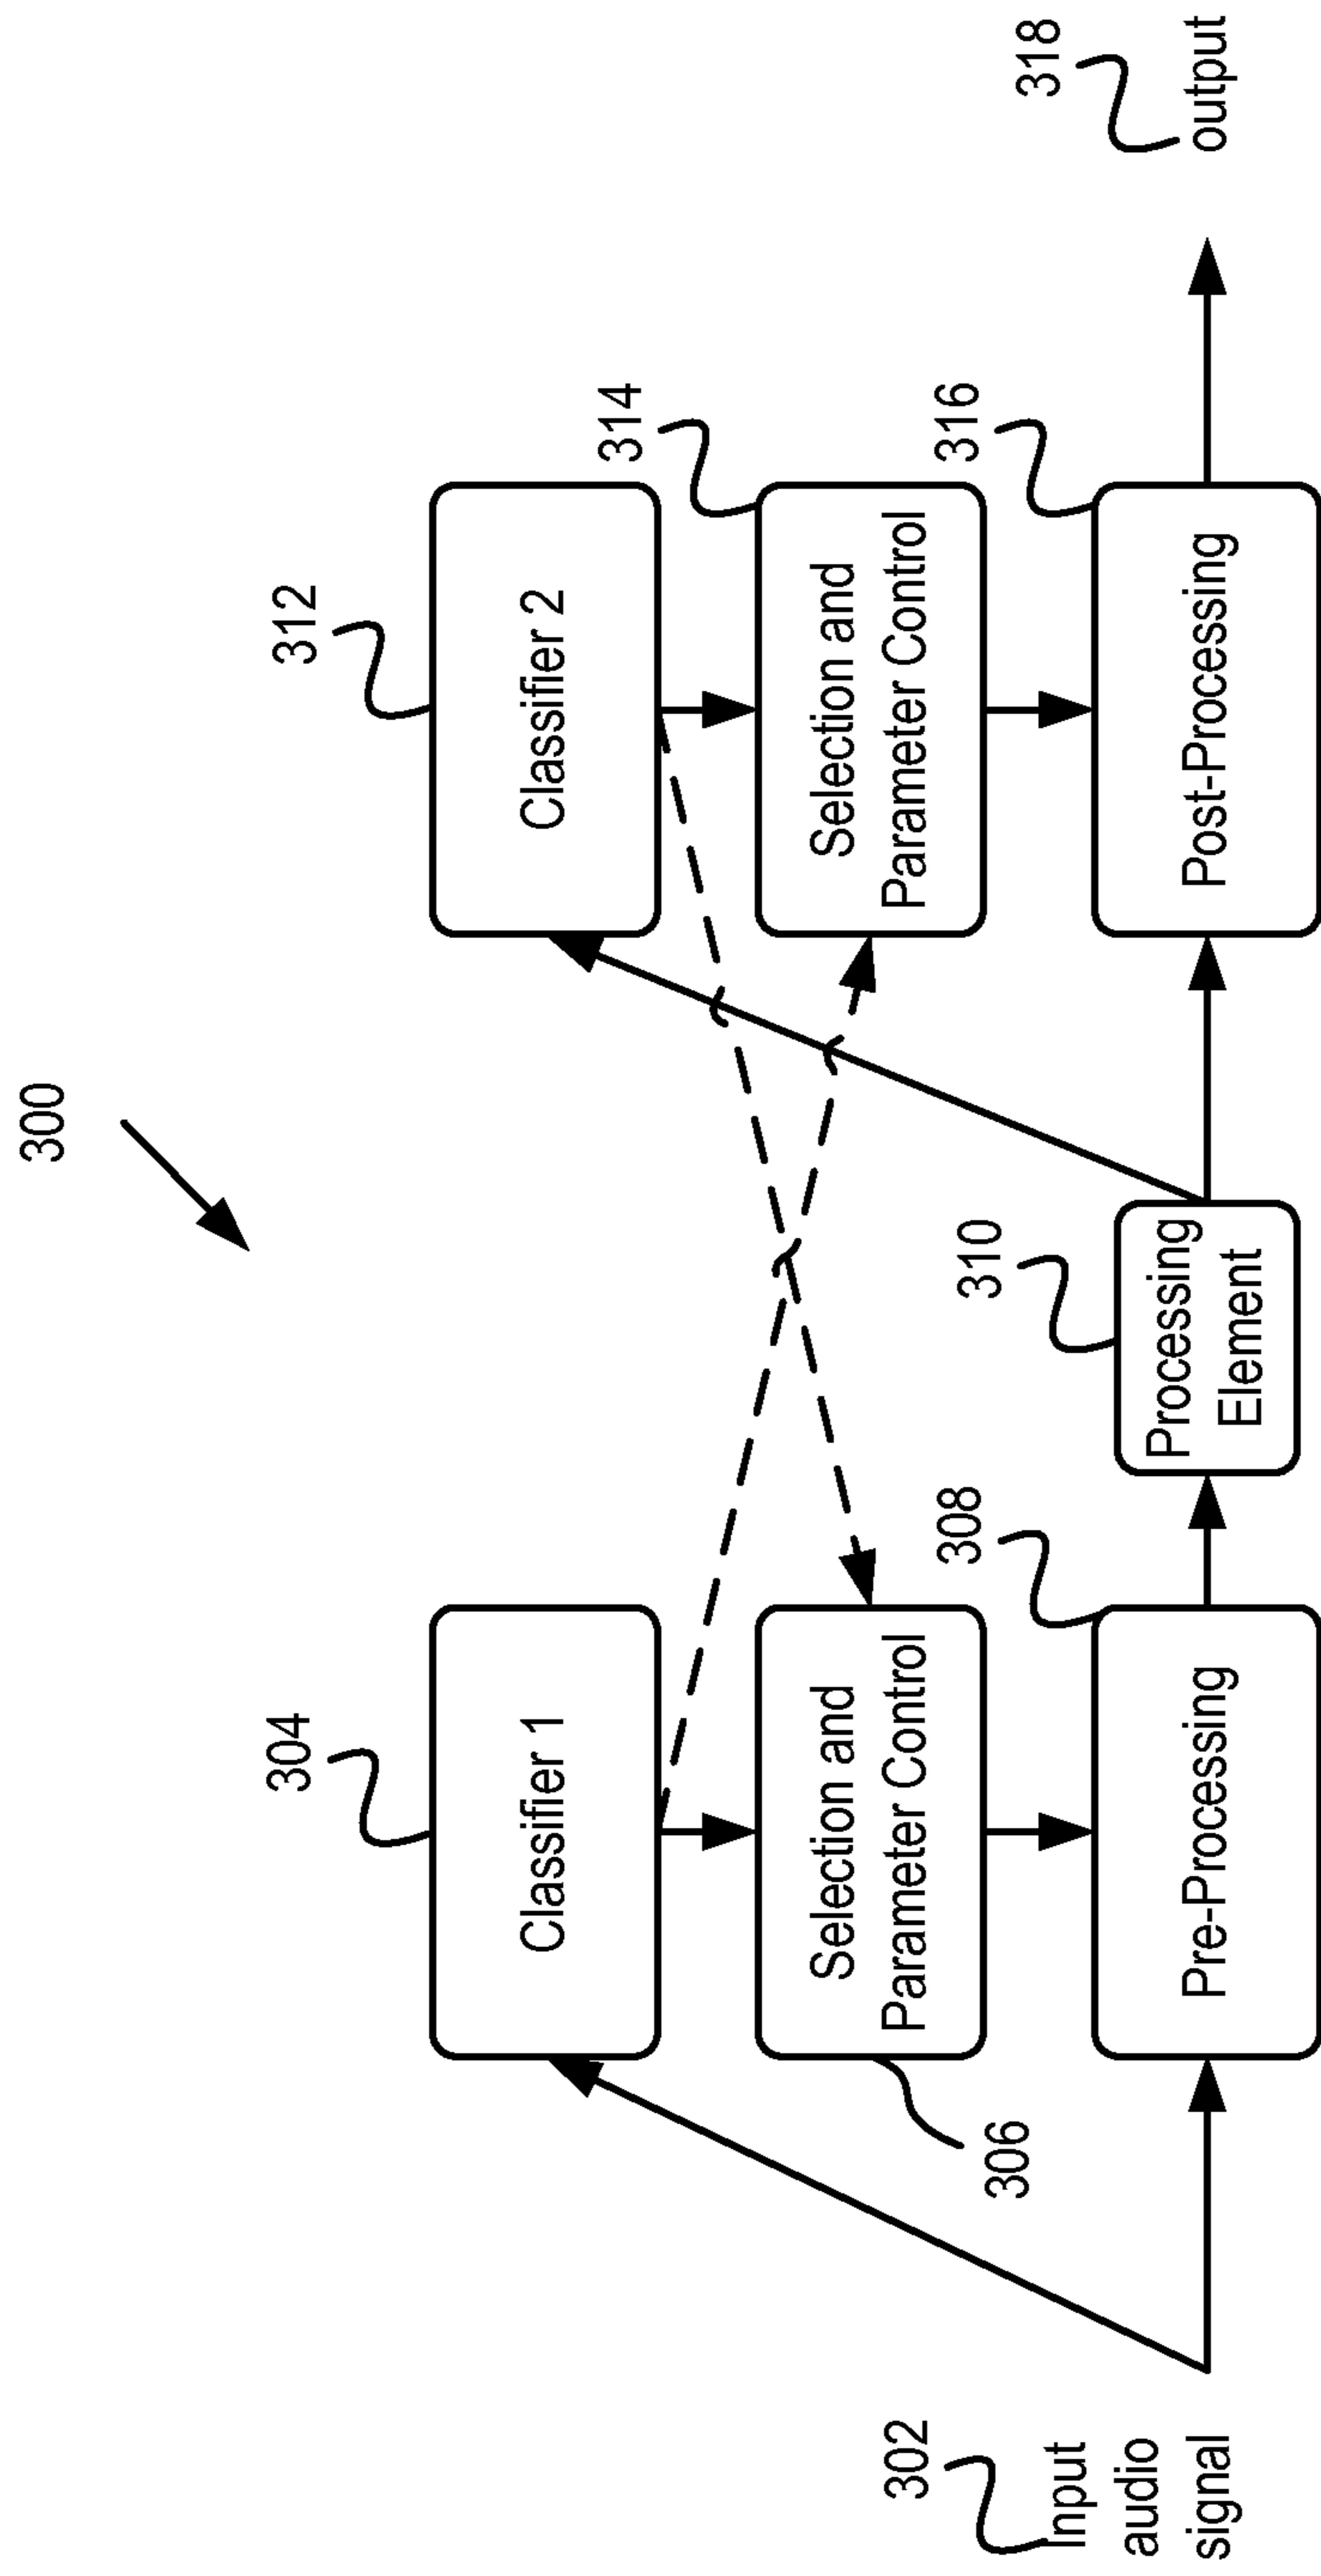 300
312
304
Classifier 1
Classifier 2
314
Selection and
Parameter Control
Selection and
Parameter Control
306
308
310
316
318
302
Input
audio
signal
Pre-Processing
Processing
Element
Post-Processing
output